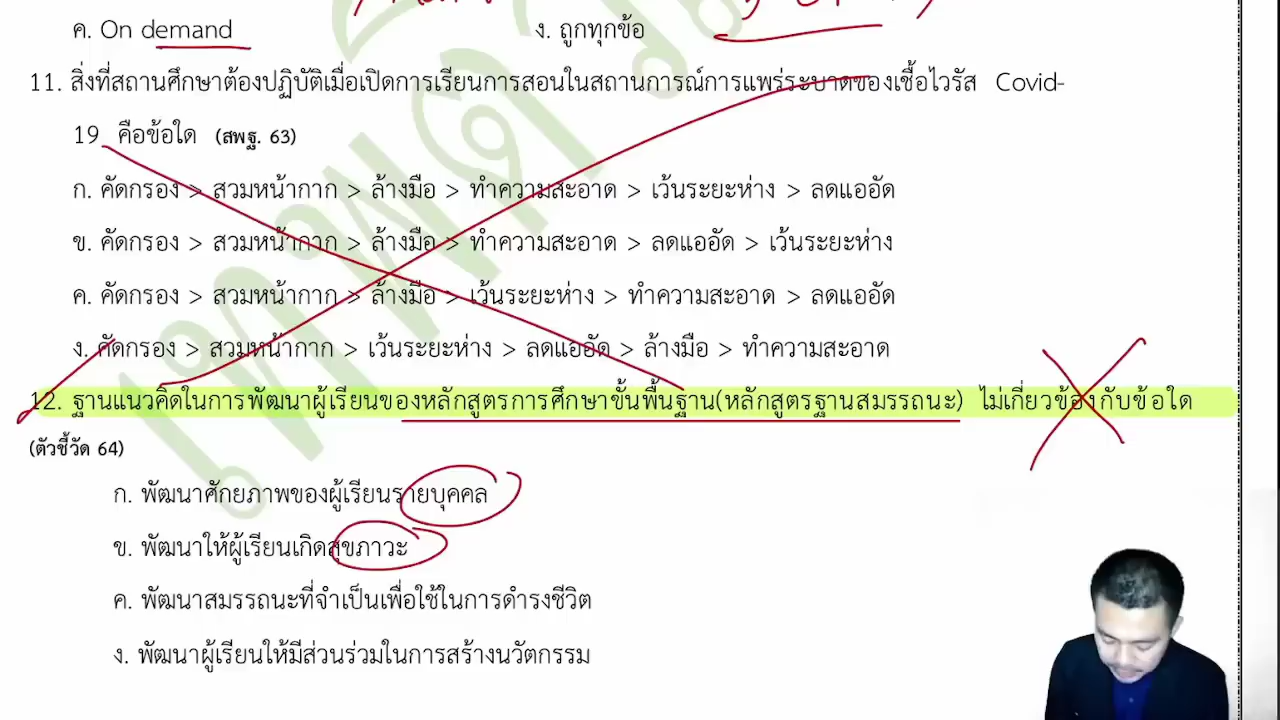 ค. On demand ง. ถูกทุกข้อ
11. สิ่งที่สถานศึกษาต้องปฏิบัติเมื่อเปิดการเรียนการสอนในสถานการณ์การแพร่ระบาดของเชื้อไวรัส Covid-
19 คือข้อใด (สพฐ. 63)
ก. คัดกรอง > สวมหน้ากาก > ล้างมือ > ทำความสะอาด > เว้นระยะห่าง > ลดแออัด
ข. คัดกรอง > สวมหน้ากาก > ล้างมือ > ทำความสะอาด > ลดแออัด > เว้นระยะห่าง
ค. คัดกรอง > สวมหน้ากาก > ล้างมือ > เว้นระยะห่าง > ทำความสะอาด > ลดแออัด
ง. คัดกรอง > สวมหน้ากาก > เว้นระยะห่าง > ลดแออัด > ล้างมือ > ทำความสะอาด
12. ฐานแนวคิดในการพัฒนาผู้เรียนของหลักสูตรการศึกษาขั้นพื้นฐาน(หลักสูตรฐานสมรรถนะ) ไม่เกี่ยวข้องกับข้อใด
(ตัวชี้วัด 64)
ก. พัฒนาศักยภาพของผู้เรียนรายบุคคล
ข. พัฒนาให้ผู้เรียนเกิดสุขภาวะ
ค. พัฒนาสมรรถนะที่จำเป็นเพื่อใช้ในการดำรงชีวิต
ง. พัฒนาผู้เรียนให้มีส่วนร่วมในการสร้างนวัตกรรม